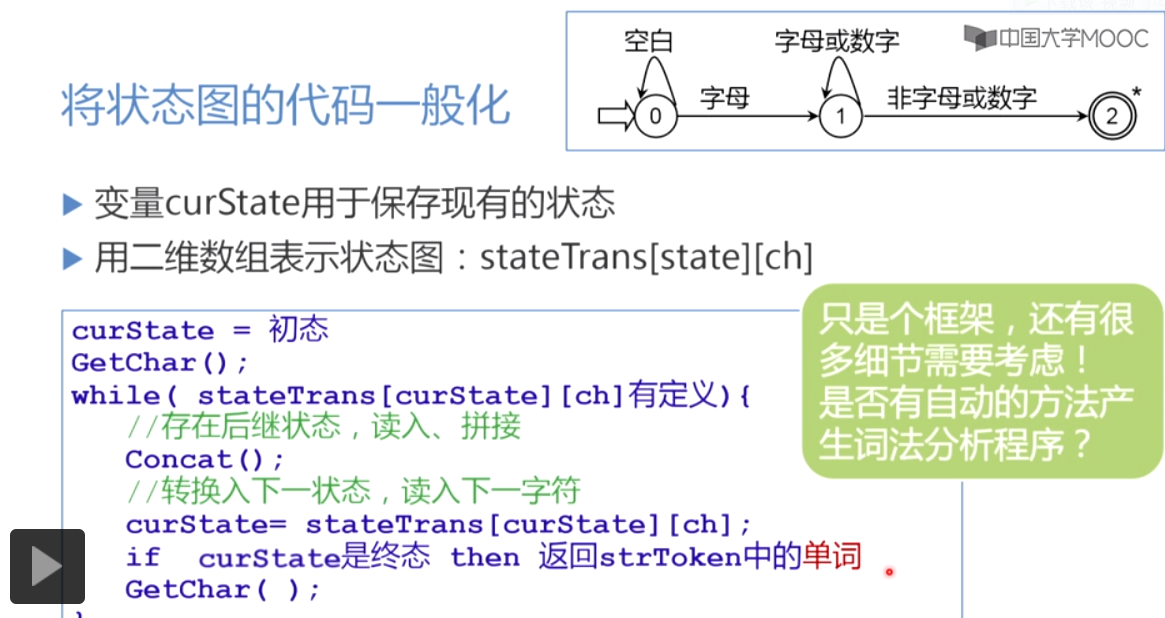 中国大学MOOC
空白
字母或数字
字母
非字母或数字
*
0
1
2
将状态图的代码一般化
变量curState用于保存现有的状态
用二维数组表示状态图：stateTrans[state][ch]
curState = 初态
GetChar();
while( stateTrans[curState][ch]有定义){
//存在后继状态，读入、拼接
Concat();
//转换入下一状态，读入下一字符
curState= stateTrans[curState][ch];
if curState是终态 then 返回strToken中的单词
GetChar( );
只是个框架，还有很
多细节需要考虑！
是否有自动的方法产
生词法分析程序？